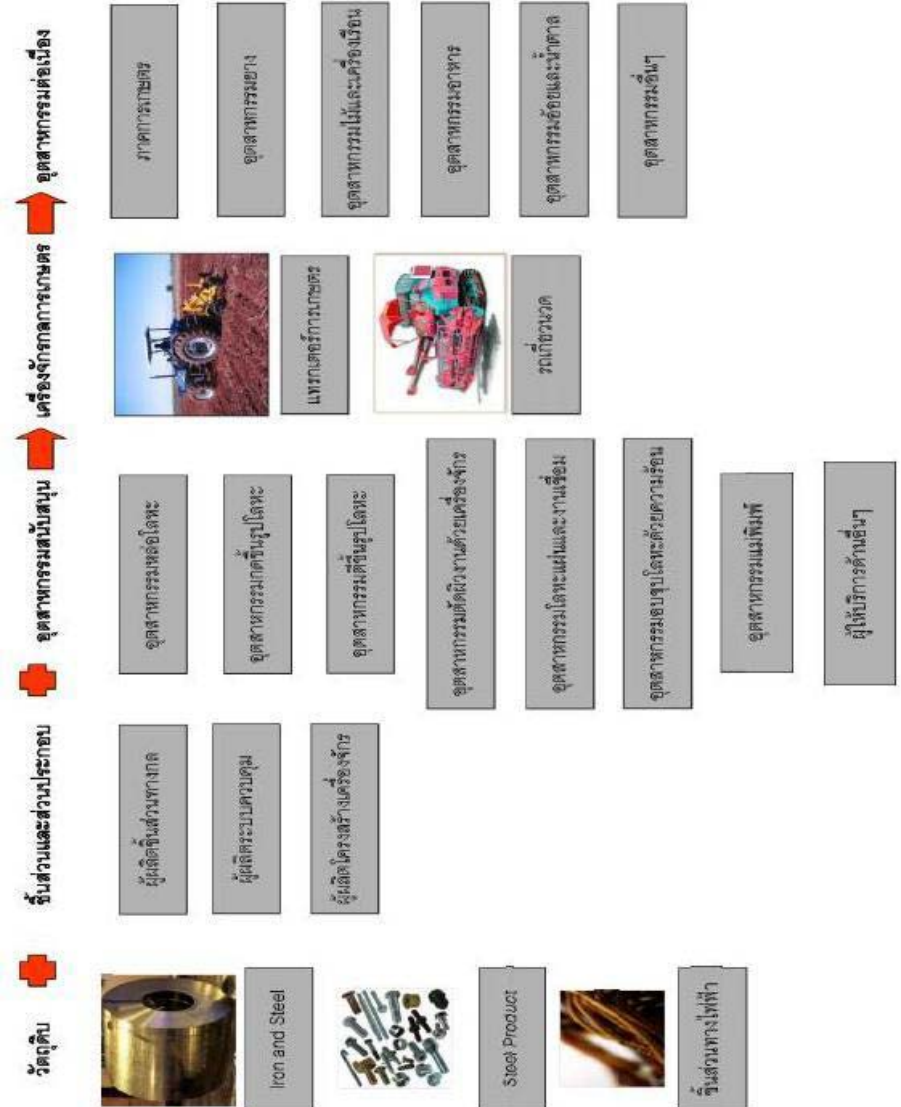 วัตถุดิบ
ชิ้นส่วนและส่วนประกอบ
อุตสาหกรรมสนับสนุน
เครื่องจักรกลการเกษตร
อุตสาหกรรมต่อเนื่อง
Iron and Steel
Steel Product
ชิ้นส่วนทางไฟฟ้า
ผู้ผลิตชิ้นส่วนทางกล
ผู้ผลิตระบบควบคุม
ผู้ผลิตโครงสร้างเครื่องจักร
อุตสาหกรรมหล่อโลหะ
อุตสาหกรรมกดขึ้นรูปโลหะ
อุตสาหกรรมตีขึ้นรูปโลหะ
อุตสาหกรรมตัดผิวงานด้วยเครื่องจักร
อุตสาหกรรมโลหะแผ่นและงานเชื่อม
อุตสาหกรรมอบชุบโลหะด้วยความร้อน
อุตสาหกรรมแม่พิมพ์
ผู้ให้บริการด้านอื่นๆ
แทรกเตอร์การเกษตร
รถเกี่ยวนวด
ภาคการเกษตร
อุตสาหกรรมยาง
อุตสาหกรรมไม้และเครื่องเรือน
อุตสาหกรรมอาหาร
อุตสาหกรรมอ้อยและน้ำตาล
อุตสาหกรรมอื่นๆ